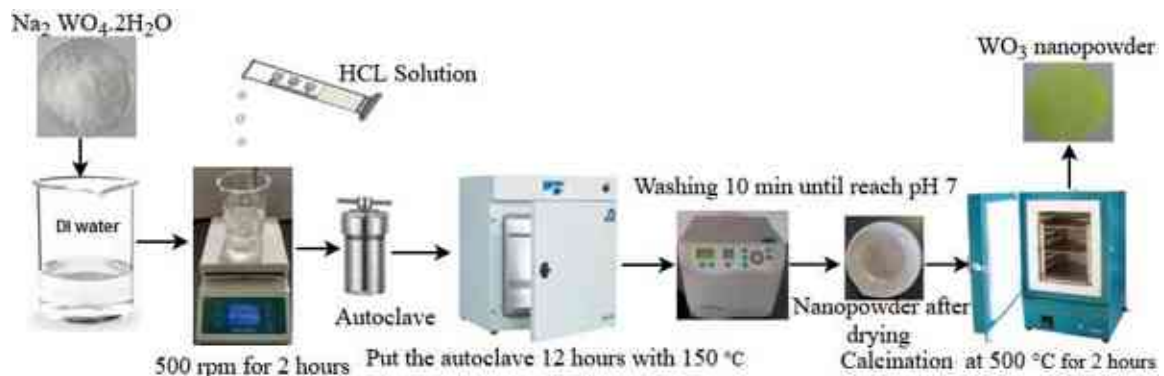 Na₂ WO₄.2H₂O
HCL Solution
WO₃ nanopowder
DI water
Washing 10 min until reach pH 7
Autoclave
Nanopowder after
drying
500 rpm for 2 hours
Put the autoclave 12 hours with 150 °C
Calcination at 500 °C for 2 hours